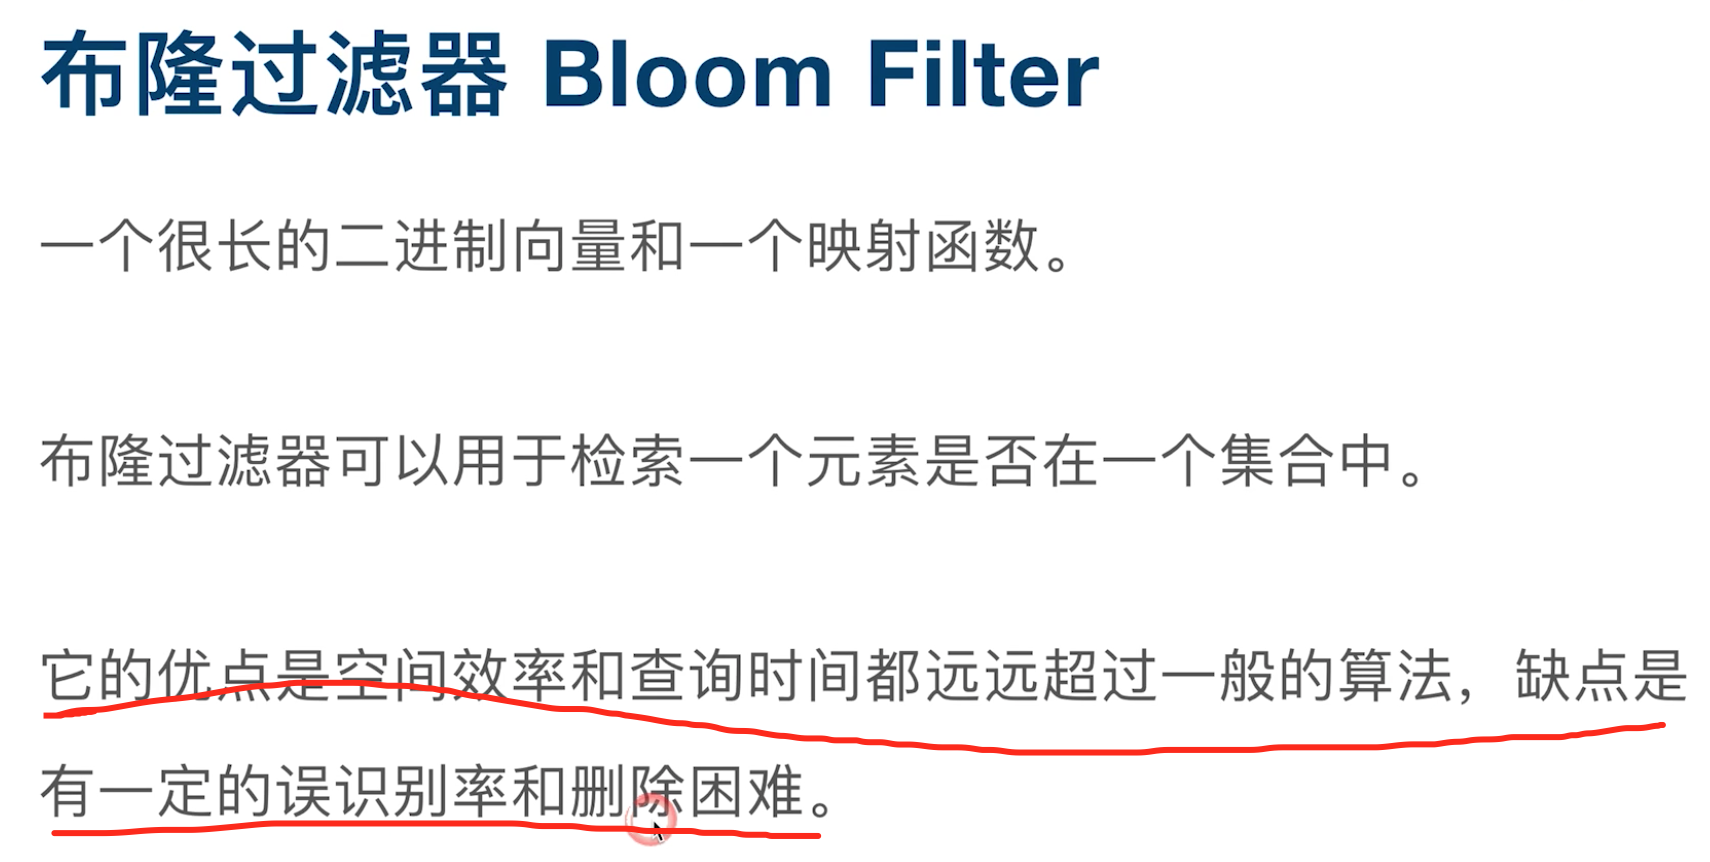 布隆过滤器 Bloom Filter
一个很长的二进制向量和一个映射函数。
布隆过滤器可以用于检索一个元素是否在一个集合中。
它的优点是空间效率和查询时间都远远超过一般的算法，缺点是
有一定的误识别率和删除困难。